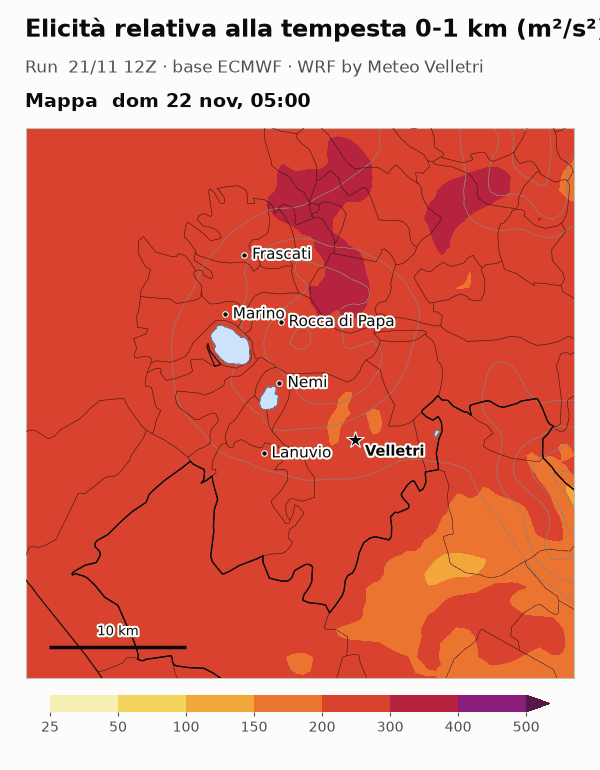 Elicità relativa alla tempesta 0-1 km (m²/s²)
Run 21/11 12Z · base ECMWF · WRF by Meteo Velletri
Mappa dom 22 nov, 05:00
Frascati
Marino
Rocca di Papa
Nemi
Velletri
Lanuvio
10 km
25 50 100 150 200 300 400 500